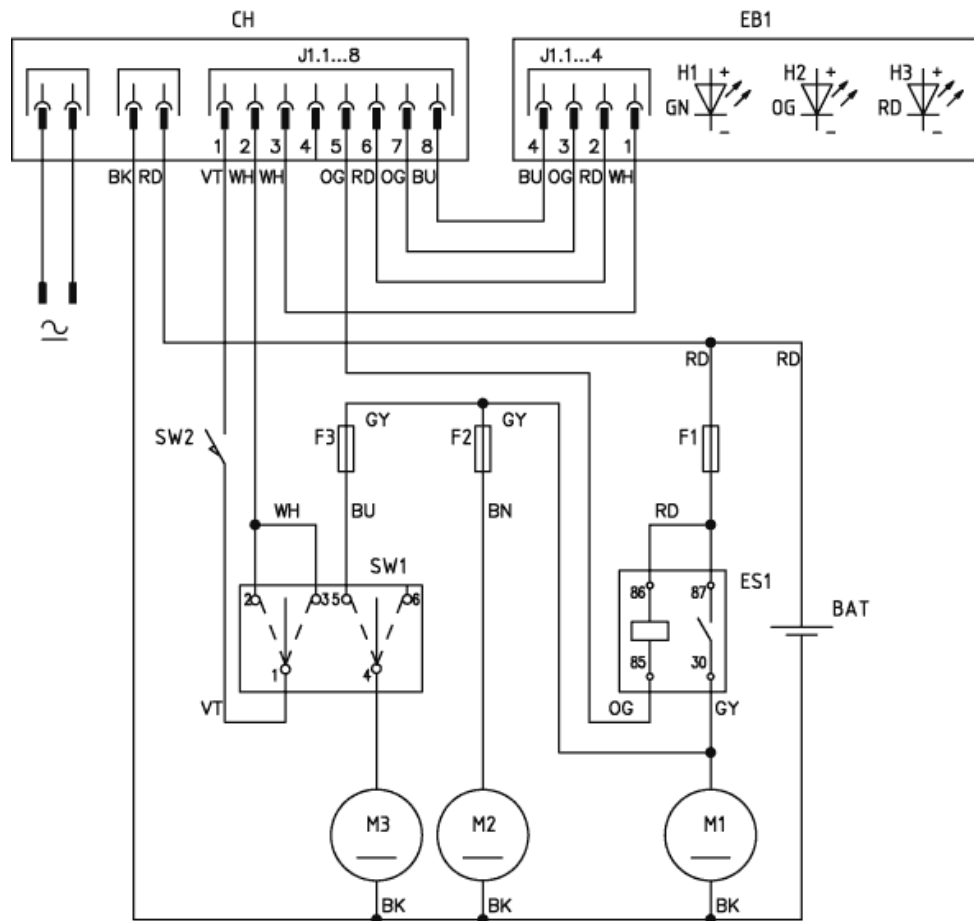 CH EB1
J1.1...8 J1.1...4
H1 + H2 + H3 +
GN OG RD
- - -
1 2 3 4 5 6 7 8 4 3 2 1
BK RD VT WH WH OG RD OG BU BU OG RD WH
RD RD
GY GY
SW2 F3 F2 F1
WH BU BN RD
SW1 ES1
2 3 5 6 86 87
BAT
1 4 85 30
VT OG GY
M3 M2 M1
BK BK BK